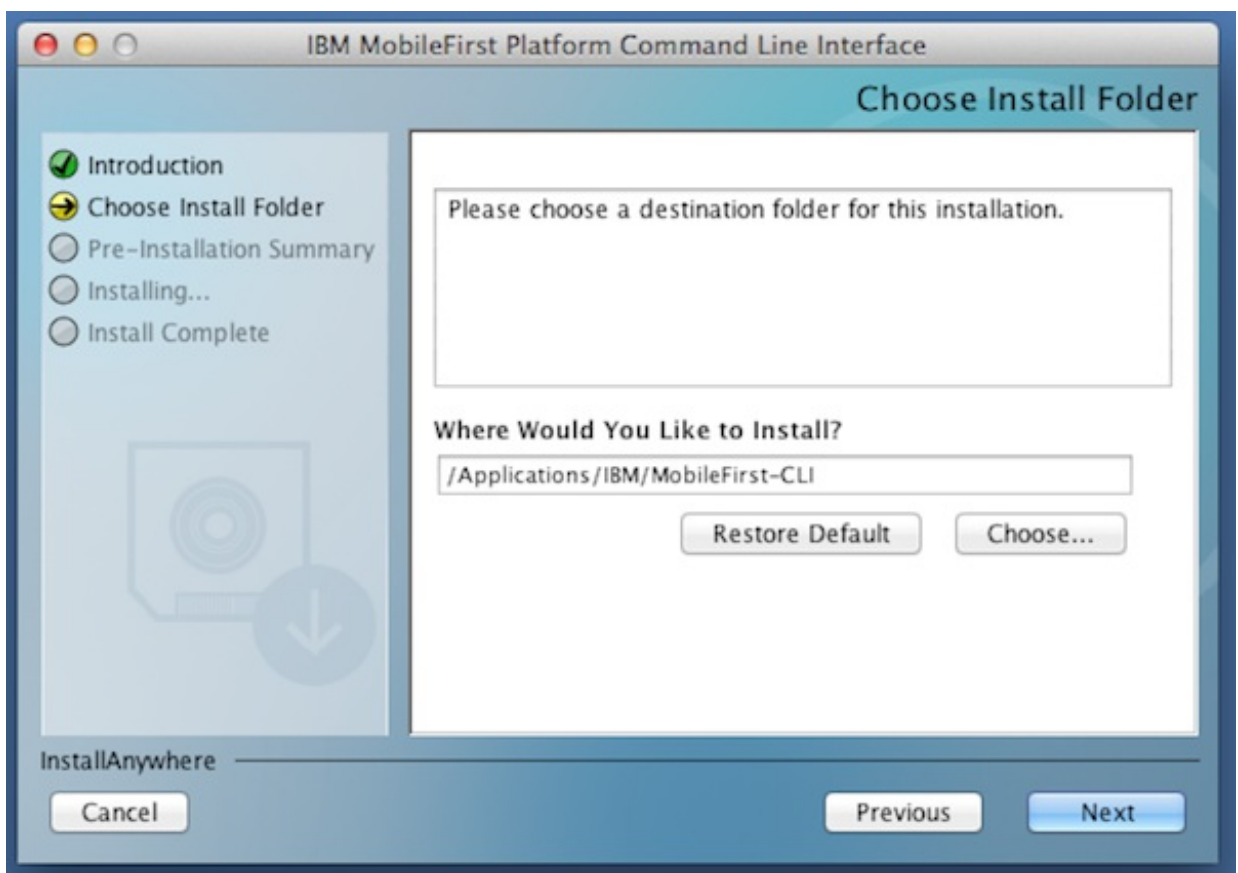 IBM MobileFirst Platform Command Line Interface
Choose Install Folder
Introduction
Choose Install Folder
Pre-Installation Summary
Installing...
Install Complete
Please choose a destination folder for this installation.
Where Would You Like to Install?
/Applications/IBM/MobileFirst-CLI
Restore Default
Choose...
InstallAnywhere
Cancel
Previous
Next